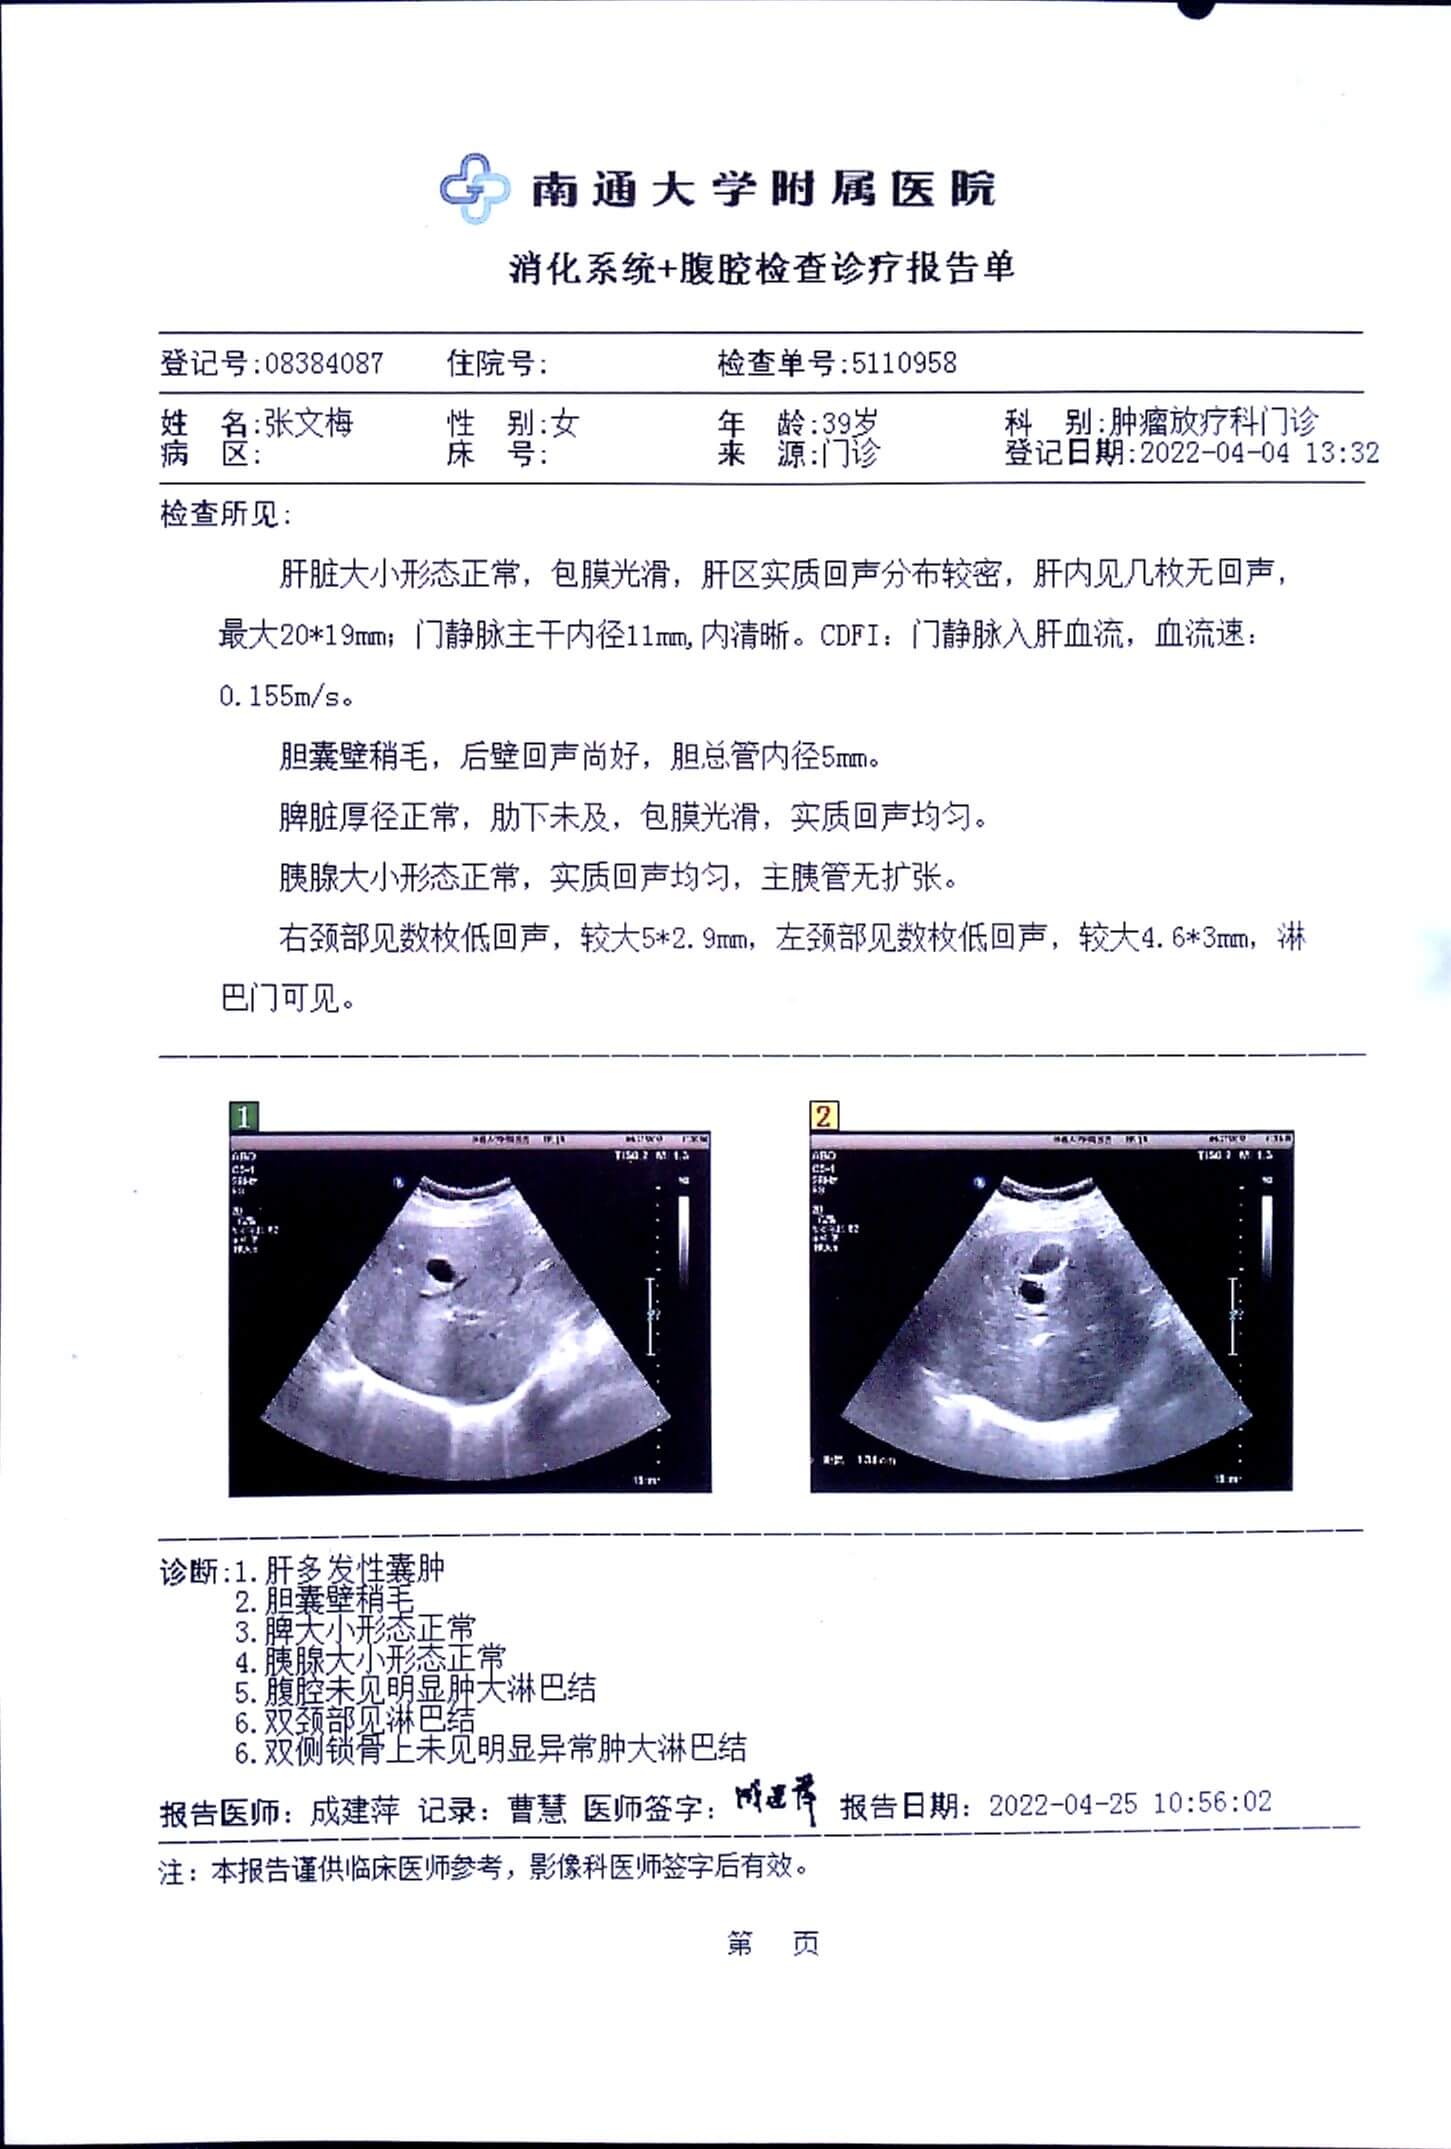 南通大学附属医院
消化系统+腹腔检查诊疗报告单
登记号:08384087 住院号: 检查单号:5110958
姓 名:张文梅 性 别:女 年 龄:39岁 科 别:肿瘤放疗科门诊
病 区: 床 号: 来 源:门诊 登记日期:2022-04-04 13:32
检查所见:
肝脏大小形态正常，包膜光滑，肝区实质回声分布较密，肝内见几枚无回声，
最大20*19mm；门静脉主干内径11mm,内清晰。CDFI：门静脉入肝血流，血流速：
0.155m/s。
胆囊壁稍毛，后壁回声尚好，胆总管内径5mm。
脾脏厚径正常，肋下未及，包膜光滑，实质回声均匀。
胰腺大小形态正常，实质回声均匀，主胰管无扩张。
右颈部见数枚低回声，较大5*2.9mm，左颈部见数枚低回声，较大4.6*3mm，淋
巴门可见。
1 2
诊断:1.肝多发性囊肿
2.胆囊壁稍毛
3.脾大小形态正常
4.胰腺大小形态正常
5.腹腔未见明显肿大淋巴结
6.双颈部见淋巴结
6.双侧锁骨上未见明显异常肿大淋巴结
报告医师：成建萍 记录：曹慧 医师签字：成建萍 报告日期：2022-04-25 10:56:02
注：本报告谨供临床医师参考，影像科医师签字后有效。
第 页